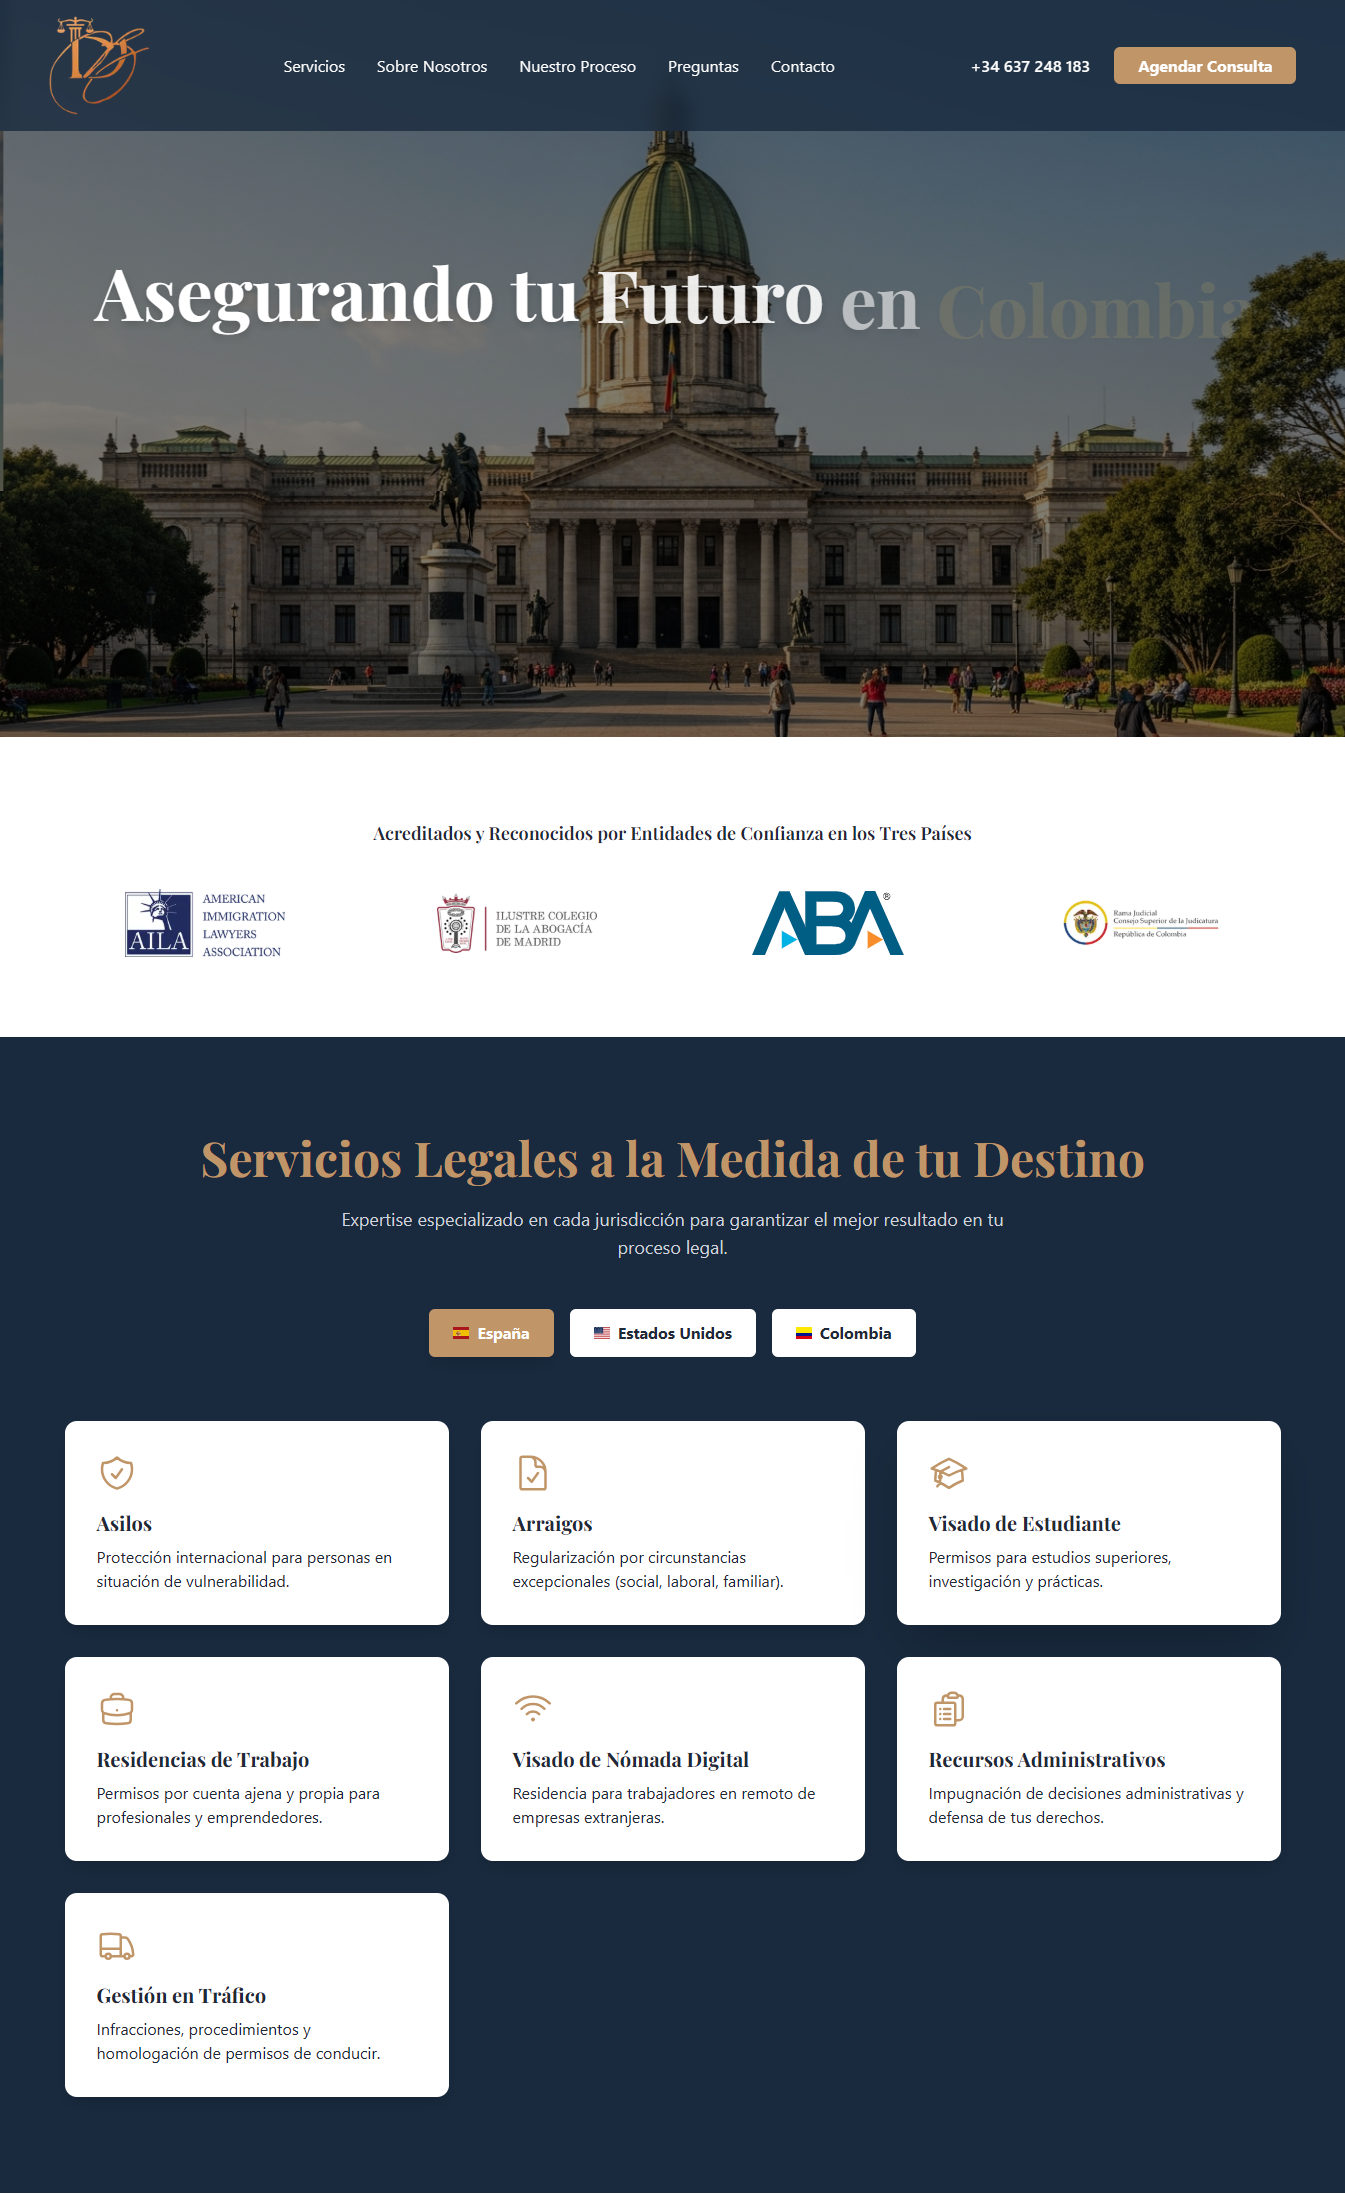 Servicios
Sobre Nosotros
Nuestro Proceso
Preguntas
Contacto
+34 637 248 183
Agendar Consulta
Asegurando tu Futuro en Colombia
Acreditados y Reconocidos por Entidades de Confianza en los Tres Países
AILA
AMERICAN
IMMIGRATION
LAWYERS
ASSOCIATION
ILUSTRE COLEGIO
DE LA ABOGACÍA
DE MADRID
ABA®
Rama Judicial
Consejo Superior de la Judicatura
República de Colombia
Servicios Legales a la Medida de tu Destino
Expertise especializado en cada jurisdicción para garantizar el mejor resultado en tu
proceso legal.
España
Estados Unidos
Colombia
Asilos
Protección internacional para personas en
situación de vulnerabilidad.
Arraigos
Regularización por circunstancias
excepcionales (social, laboral, familiar).
Visado de Estudiante
Permisos para estudios superiores,
investigación y prácticas.
Residencias de Trabajo
Permisos por cuenta ajena y propia para
profesionales y emprendedores.
Visado de Nómada Digital
Residencia para trabajadores en remoto de
empresas extranjeras.
Recursos Administrativos
Impugnación de decisiones administrativas y
defensa de tus derechos.
Gestión en Tráfico
Infracciones, procedimientos y
homologación de permisos de conducir.